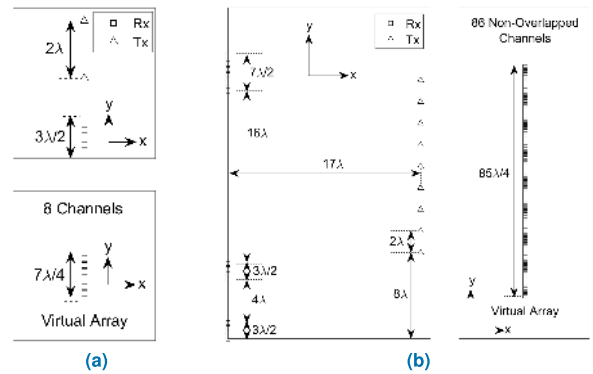 Rx
Tx
2λ
y
3λ/2
x
8 Channels
y
7λ/4
x
Virtual Array
(a)
Rx
Tx
y
x
7λ/2
16λ
17λ
2λ
3λ/2
4λ
8λ
3λ/2
(b)
86 Non-Overlapped
Channels
85λ/4
y
Virtual Array
x